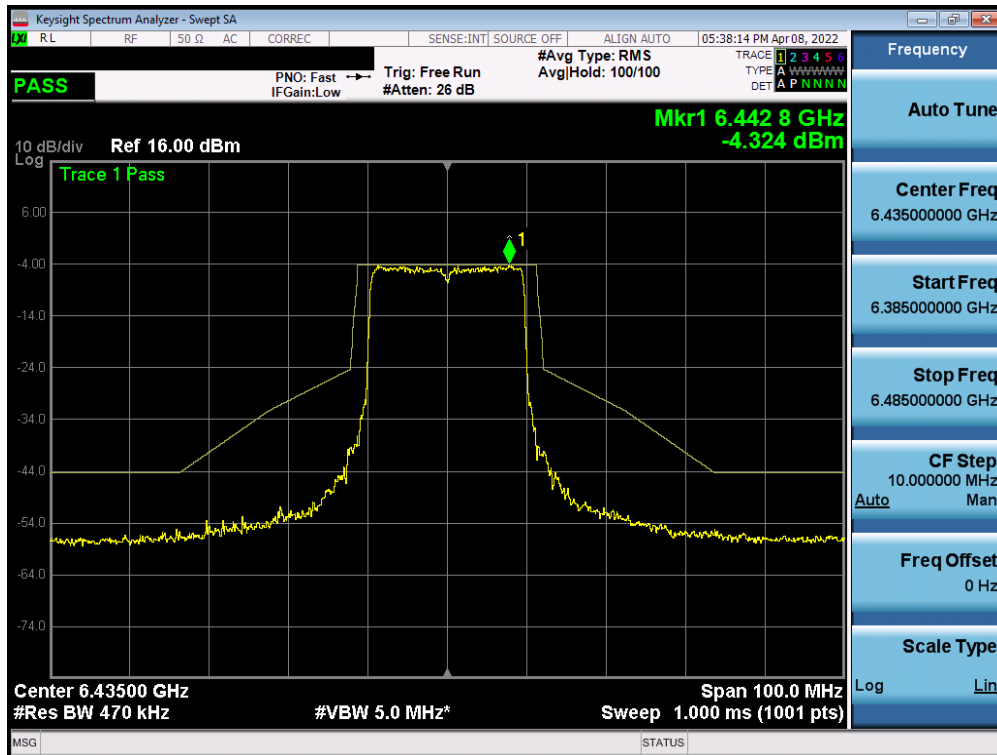 Keysight Spectrum Analyzer - Swept SA
LXI RL RF 50 Ω AC CORREC SENSE:INT SOURCE OFF ALIGN AUTO 05:38:14 PM Apr 08, 2022
PASS
PNO: Fast
IFGain:Low
Trig: Free Run
#Atten: 26 dB
#Avg Type: RMS
Avg|Hold: 100/100
TRACE 1 2 3 4 5 6
TYPE A WWWWW
DET A P N N N N
Mkr1 6.442 8 GHz
-4.324 dBm
10 dB/div Ref 16.00 dBm
Log
Trace 1 Pass
1
6.00
-4.00
-14.0
-24.0
-34.0
-44.0
-54.0
-64.0
-74.0
Center 6.43500 GHz Span 100.0 MHz
#Res BW 470 kHz #VBW 5.0 MHz* Sweep 1.000 ms (1001 pts)
MSG STATUS
Frequency
Auto Tune
Center Freq
6.435000000 GHz
Start Freq
6.385000000 GHz
Stop Freq
6.485000000 GHz
CF Step
10.000000 MHz
Auto Man
Freq Offset
0 Hz
Scale Type
Log Lin